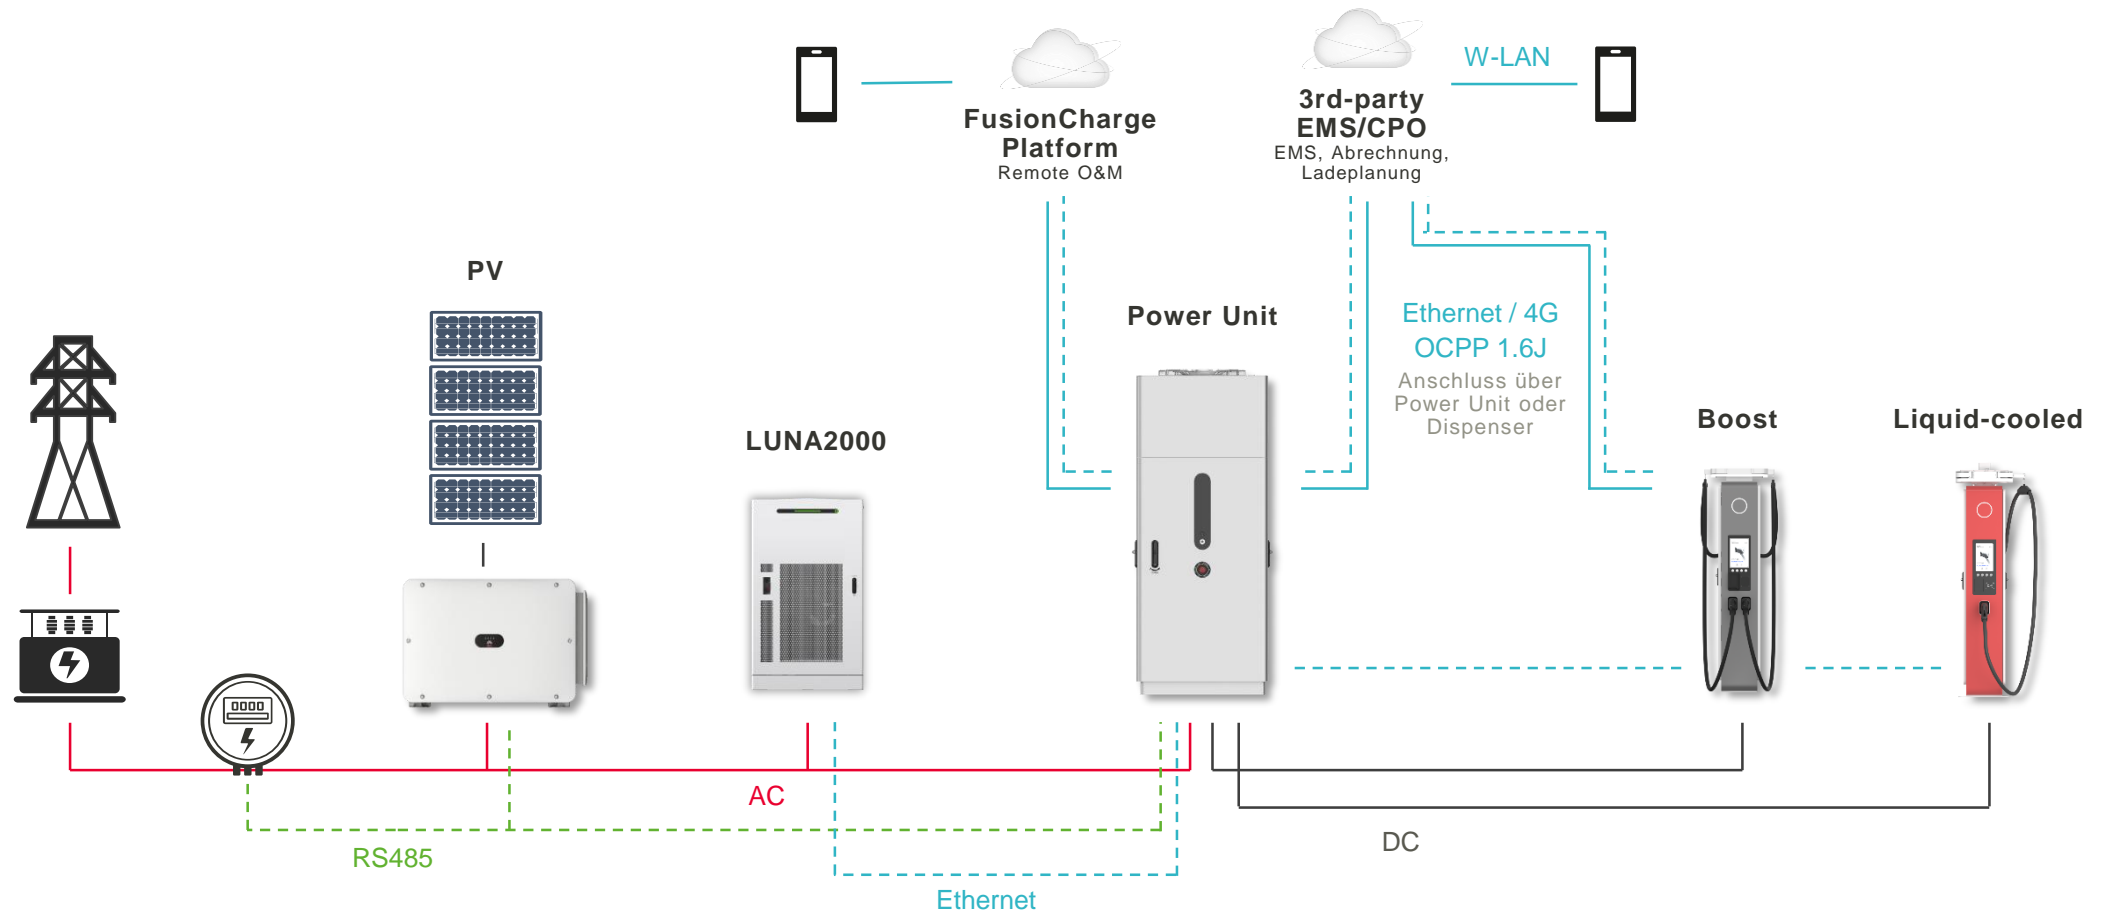 W-LAN
FusionCharge
Platform
Remote O&M
3rd-party
EMS/CPO
EMS, Abrechnung,
Ladeplanung
PV
Power Unit
Ethernet / 4G
OCPP 1.6J
Anschluss über
Power Unit oder
Dispenser
LUNA2000
Boost
Liquid-cooled
AC
RS485
DC
Ethernet